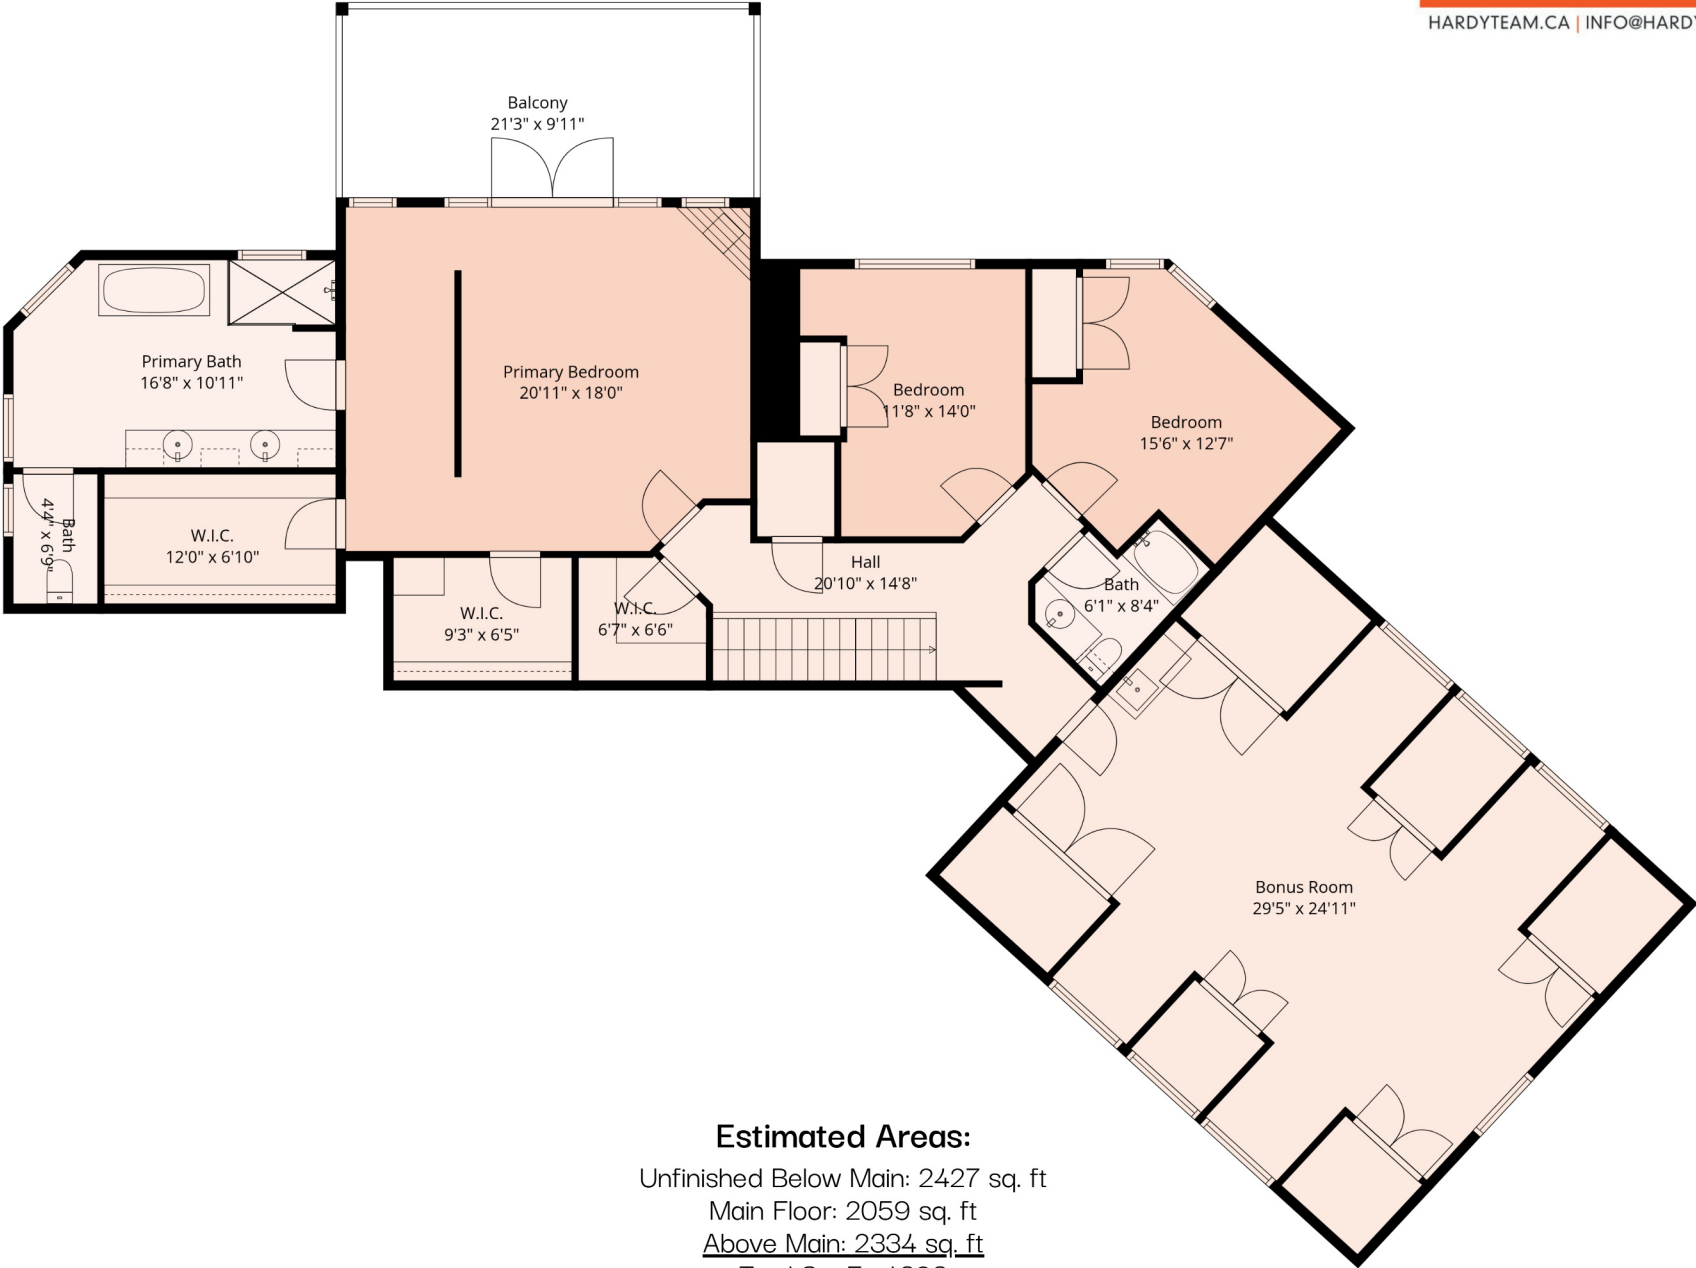 HARDYTEAM.CA | INFO@HARDY
Balcony
21'3" x 9'11"
Primary Bath
16'8" x 10'11"
Primary Bedroom
20'11" x 18'0"
Bedroom
11'8" x 14'0"
Bedroom
15'6" x 12'7"
Bath
4'4" x 6'9"
W.I.C.
12'0" x 6'10"
W.I.C.
9'3" x 6'5"
W.I.C.
6'7" x 6'6"
Hall
20'10" x 14'8"
Bath
6'1" x 8'4"
Bonus Room
29'5" x 24'11"
Estimated Areas:
Unfinished Below Main: 2427 sq. ft
Main Floor: 2059 sq. ft
Above Main: 2334 sq. ft